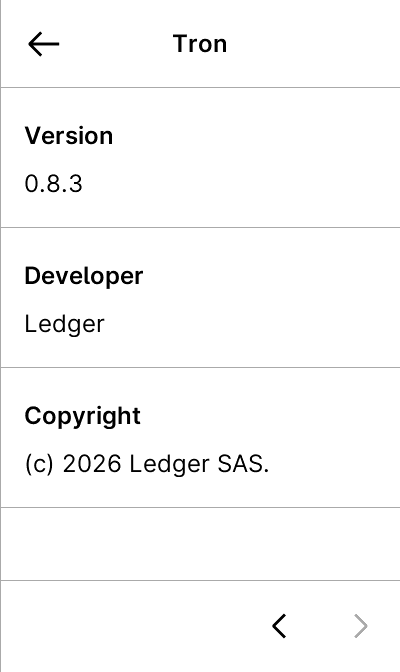 Tron
Version
0.8.3
Developer
Ledger
Copyright
(c) 2026 Ledger SAS.